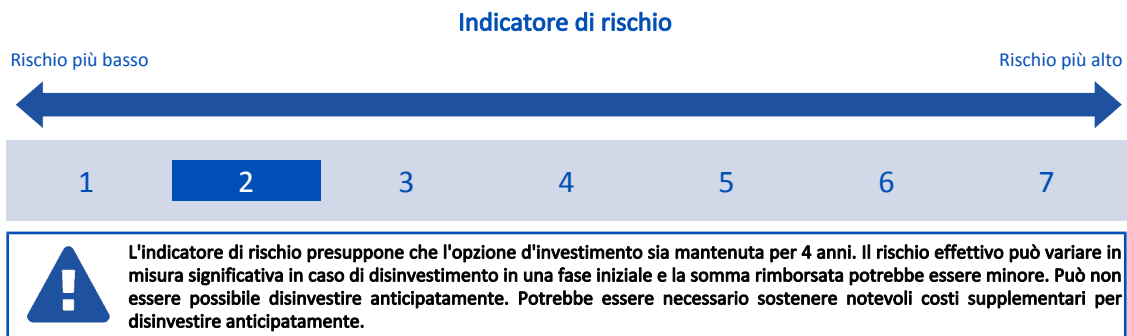 Indicatore di rischio
Rischio più basso
Rischio più alto
1 2 3 4 5 6 7
L'indicatore di rischio presuppone che l'opzione d'investimento sia mantenuta per 4 anni. Il rischio effettivo può variare in
misura significativa in caso di disinvestimento in una fase iniziale e la somma rimborsata potrebbe essere minore. Può non
essere possibile disinvestire anticipatamente. Potrebbe essere necessario sostenere notevoli costi supplementari per
disinvestire anticipatamente.